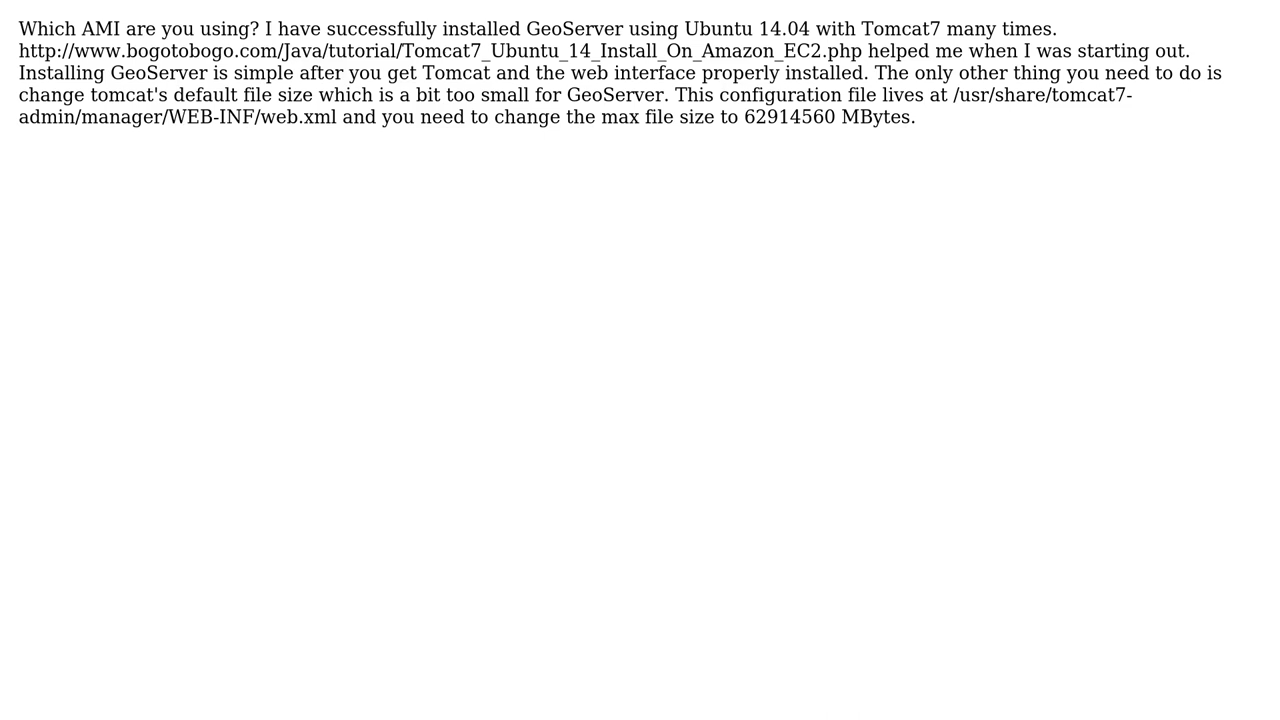 Which AMI are you using? I have successfully installed GeoServer using Ubuntu 14.04 with Tomcat7 many times.
http://www.bogotobogo.com/Java/tutorial/Tomcat7_Ubuntu_14_Install_On_Amazon_EC2.php helped me when I was starting out.
Installing GeoServer is simple after you get Tomcat and the web interface properly installed. The only other thing you need to do is
change tomcat's default file size which is a bit too small for GeoServer. This configuration file lives at /usr/share/tomcat7-
admin/manager/WEB-INF/web.xml and you need to change the max file size to 62914560 MBytes.